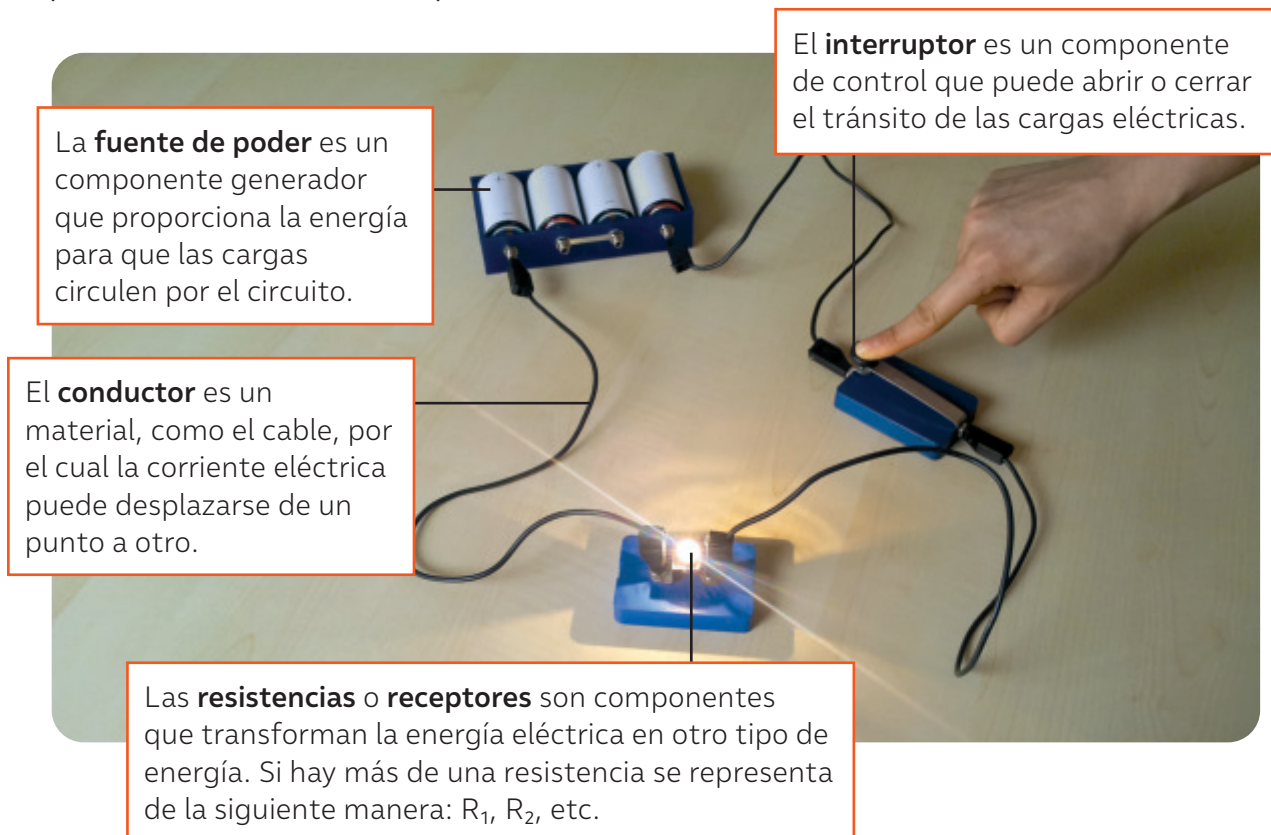 El interruptor es un componente
de control que puede abrir o cerrar
el tránsito de las cargas eléctricas.
La fuente de poder es un
componente generador
que proporciona la energía
para que las cargas
circulen por el circuito.
El conductor es un
material, como el cable, por
el cual la corriente eléctrica
puede desplazarse de un
punto a otro.
Las resistencias o receptores son componentes
que transforman la energía eléctrica en otro tipo de
energía. Si hay más de una resistencia se representa
de la siguiente manera: R₁, R₂, etc.